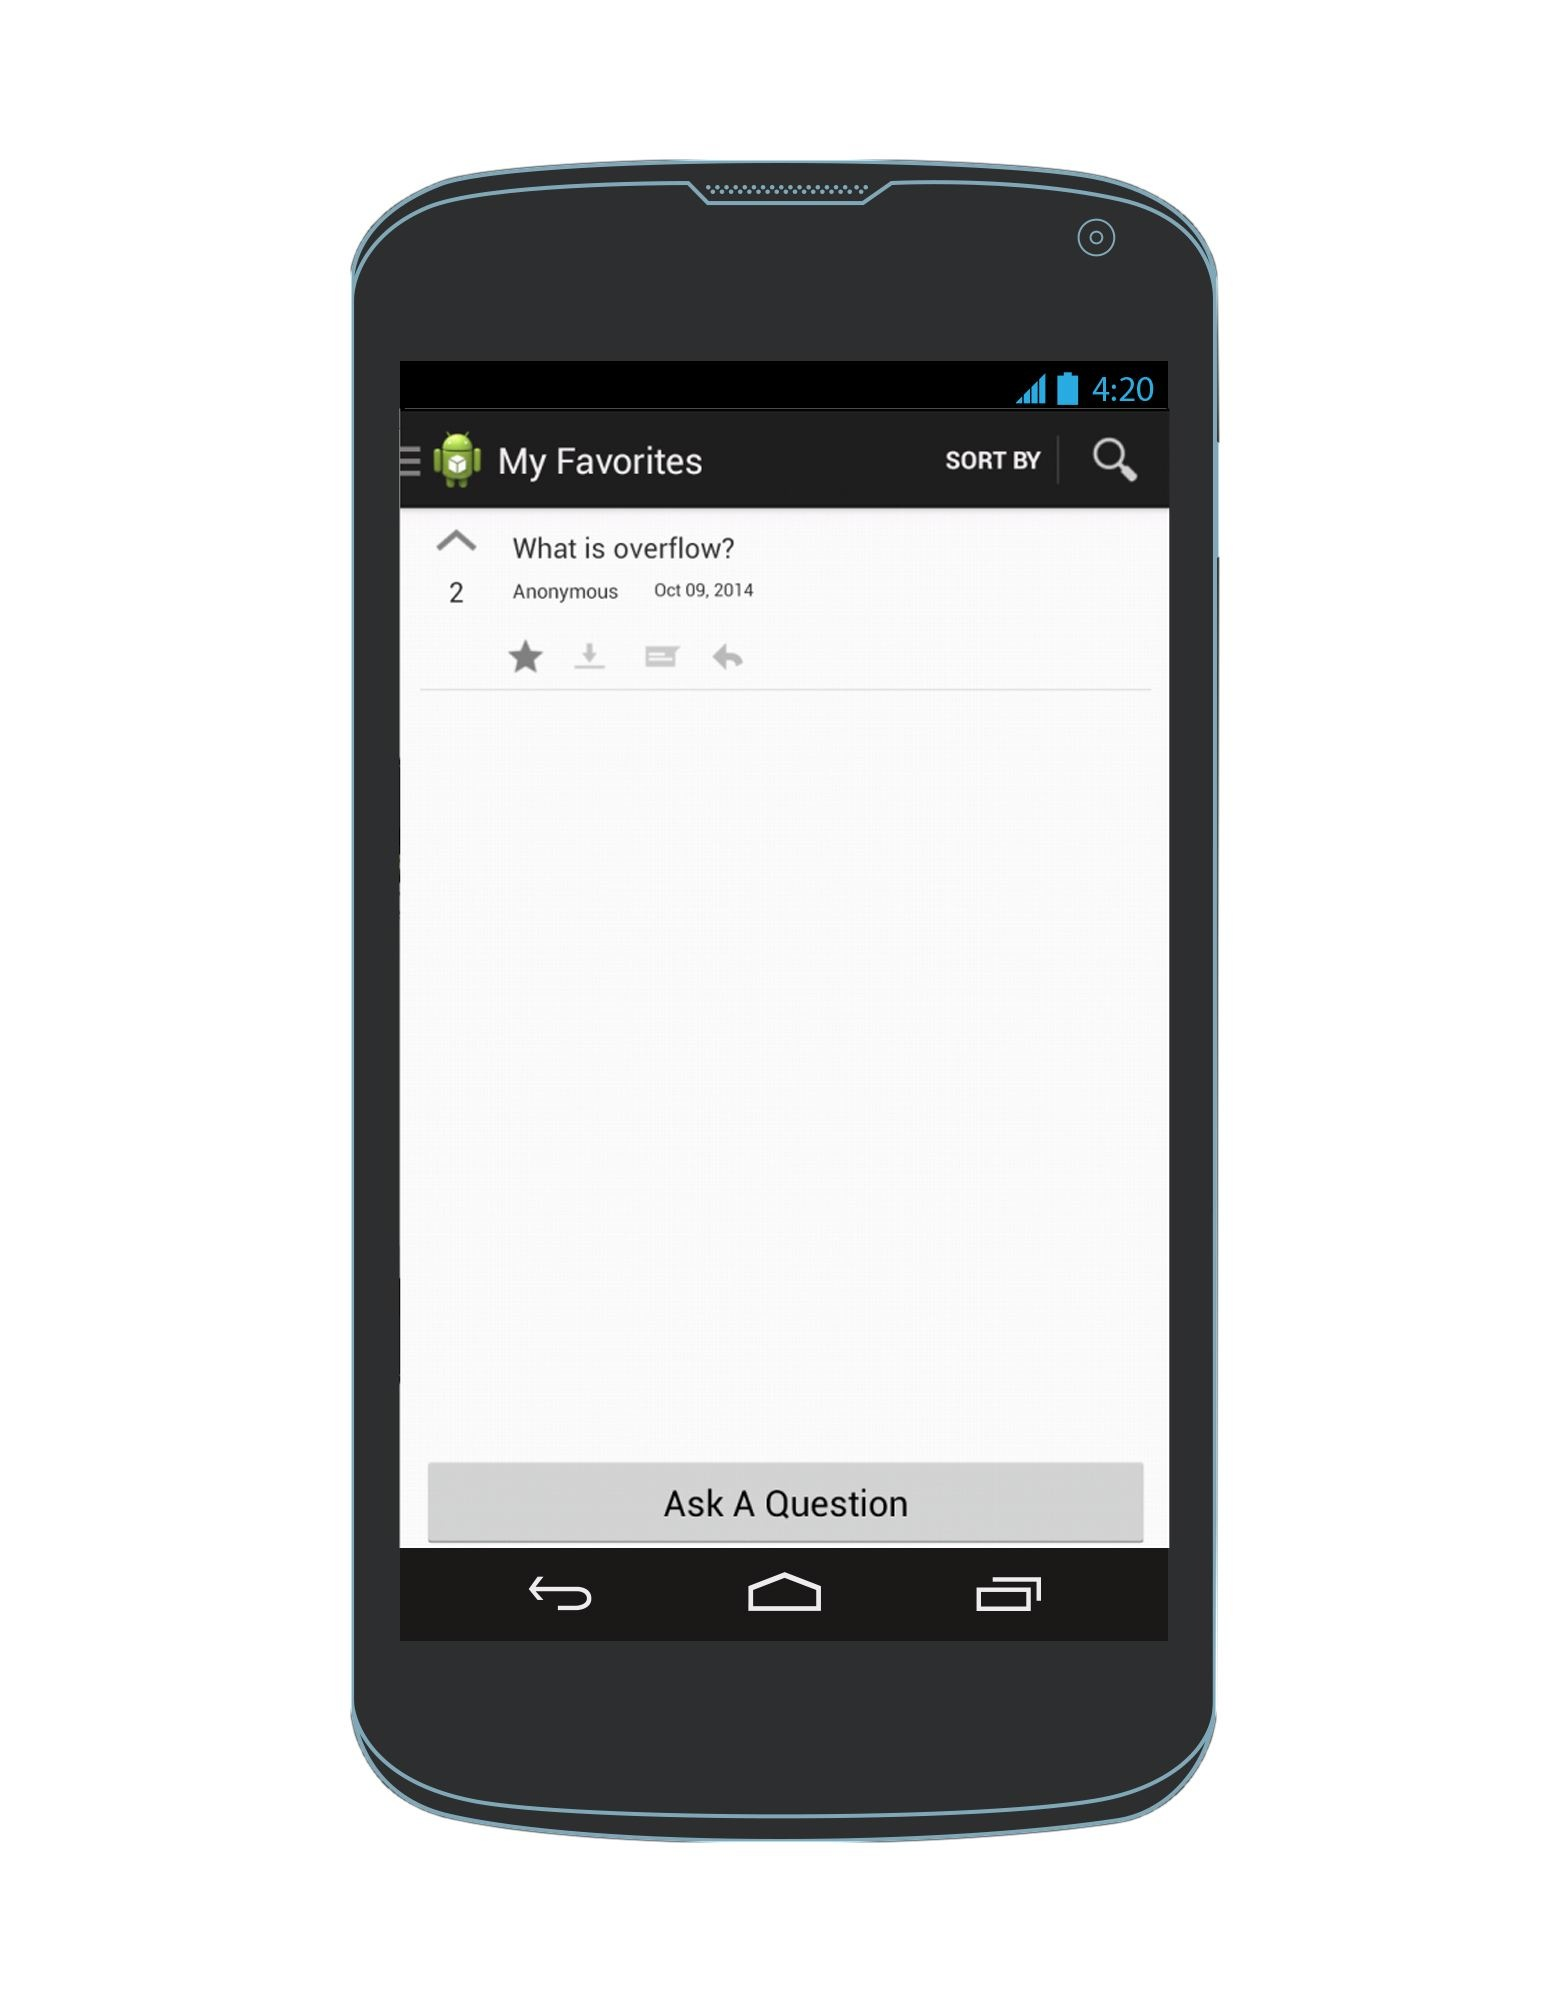 4:20
My Favorites SORT BY
What is overflow?
2 Anonymous Oct 09, 2014
Ask A Question